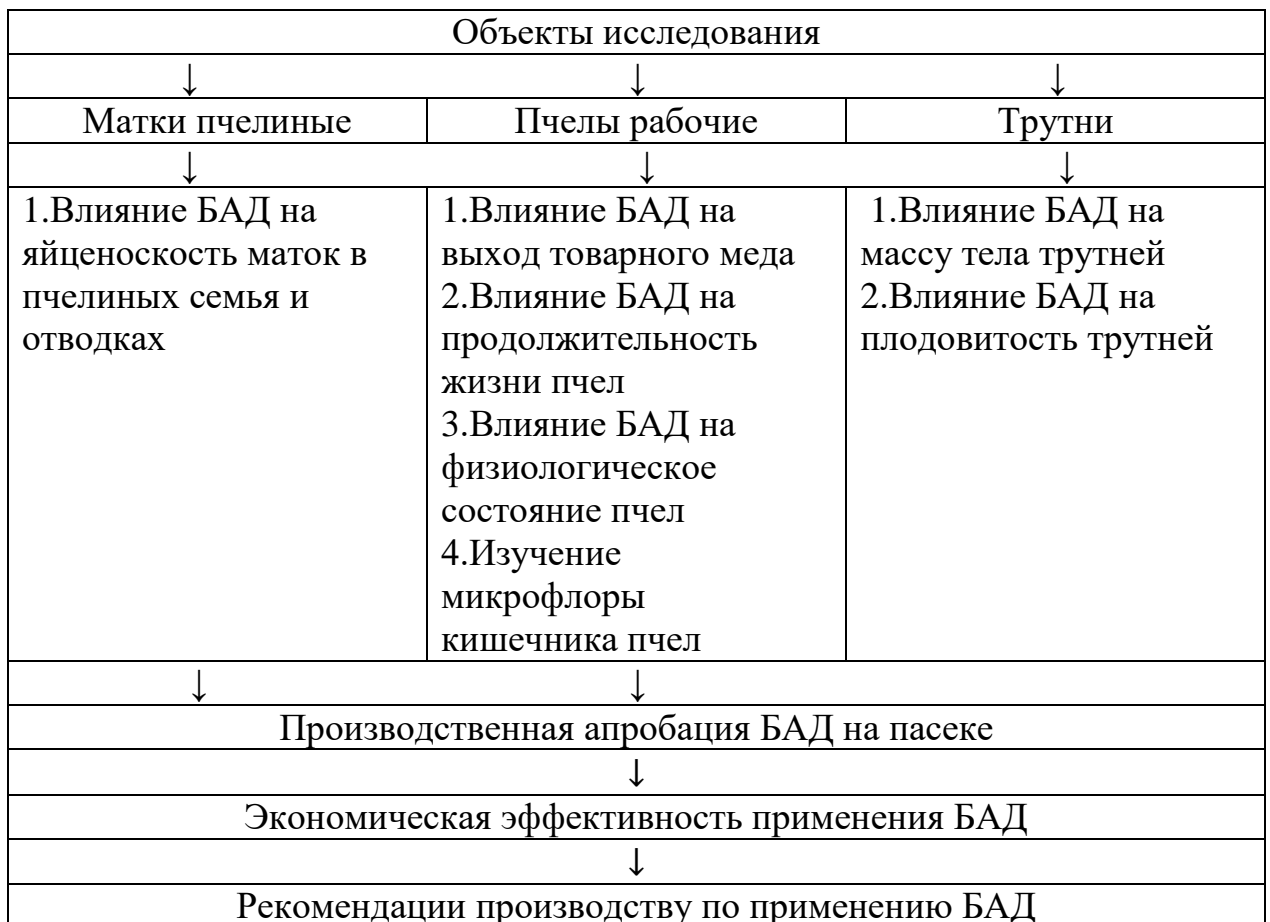 Объекты исследования
↓ ↓ ↓
Матки пчелиные Пчелы рабочие Трутни
↓ ↓ ↓
1.Влияние БАД на
яйценоскость маток в
пчелиных семья и
отводках
1.Влияние БАД на
выход товарного меда
2.Влияние БАД на
продолжительность
жизни пчел
3.Влияние БАД на
физиологическое
состояние пчел
4.Изучение
микрофлоры
кишечника пчел
1.Влияние БАД на
массу тела трутней
2.Влияние БАД на
плодовитость трутней
↓ ↓
Производственная апробация БАД на пасеке
↓
Экономическая эффективность применения БАД
↓
Рекомендации производству по применению БАД